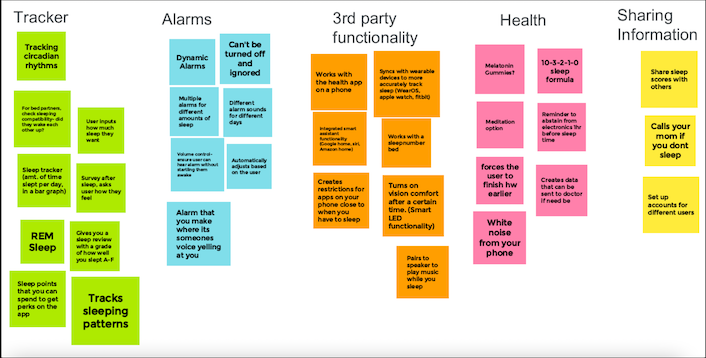 Tracker
Tracking
circadian
rhythms
For bed partners,
check sleeping
compatibility- did
they wake each
other up?
User inputs
how much
sleep they
want
Sleep tracker
(amt. of time
slept per day,
in a bar graph)
Survey after
sleep, asks
user how they
feel
REM
Sleep
Gives you a
sleep review
with a grade
of how well
you slept A-F
Sleep points
that you can
spend to get
perks on the
app
Tracks
sleeping
patterns
Alarms
Dynamic
Alarms
Can't be
turned off
and
ignored
Multiple
alarms for
different
amounts of
sleep
Different
alarm sounds
for different
days
Volume control-
ensure user can
hear alarm without
startling them
awake
Automatically
adjusts based
on the user
Alarm that
you make
where its
someones
voice yelling
at you
3rd party
functionality
Works with
the health app
on a phone
Syncs with wearable
devices to more
accurately track
sleep (WearOS,
apple watch, fitbit)
Integrated smart
assistant
functionality
(Google home, siri,
Amazon home)
Works with a
sleepnumber
bed
Creates
restrictions for
apps on your
phone close to
when you
have to sleep
Turns on
vision comfort
after a certain
time. (Smart
LED
functionality)
Pairs to
speaker to
play music
while you
sleep
Health
Melatonin
Gummies?
10-3-2-1-0
sleep
formula
Meditation
option
Reminder to
abstain from
electronics 1hr
before sleep
time
forces the
user to
finish hw
earlier
Creates data
that can be
sent to doctor
if need be
White
noise from
your
phone
Sharing
Information
Share sleep
scores with
others
Calls your
mom if you
dont sleep
Set up
accounts for
different users